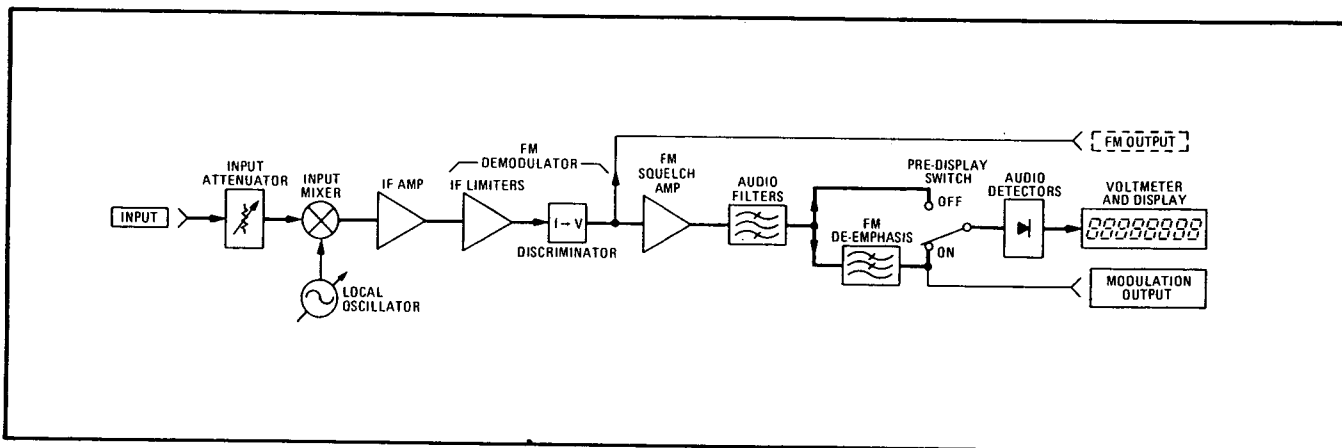 INPUT
INPUT
ATTENUATOR
INPUT
MIXER
LOCAL
OSCILLATOR
IF AMP
FM
DEMODULATOR
IF LIMITERS
f → V
DISCRIMINATOR
FM
SQUELCH
AMP
AUDIO
FILTERS
FM
DE-EMPHASIS
PRE-DISPLAY
SWITCH
OFF
ON
AUDIO
DETECTORS
FM OUTPUT
VOLTMETER
AND DISPLAY
00000000
MODULATION
OUTPUT